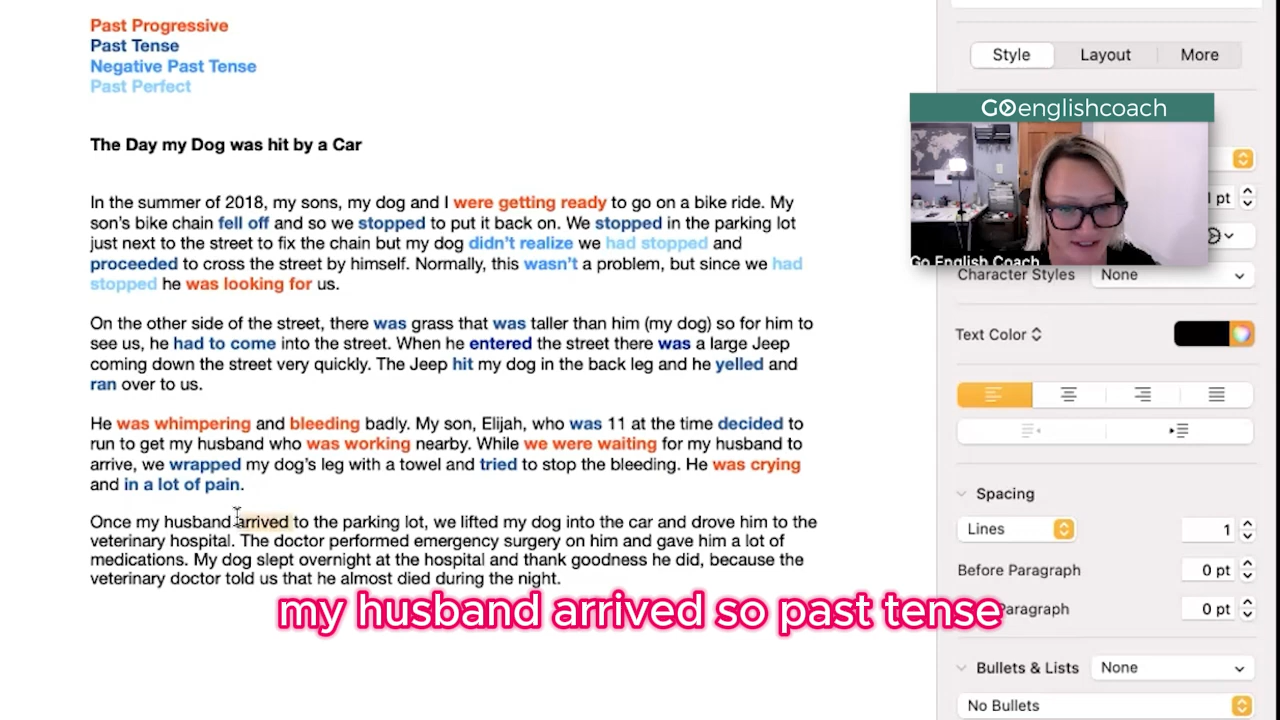 Past Progressive
Past Tense
Negative Past Tense
Past Perfect
The Day my Dog was hit by a Car
In the summer of 2018, my sons, my dog and I were getting ready to go on a bike ride. My
son's bike chain fell off and so we stopped to put it back on. We stopped in the parking lot
just next to the street to fix the chain but my dog didn't realize we had stopped and
proceeded to cross the street by himself. Normally, this wasn't a problem, but since we had
stopped he was looking for us.
On the other side of the street, there was grass that was taller than him (my dog) so for him to
see us, he had to come into the street. When he entered the street there was a large Jeep
coming down the street very quickly. The Jeep hit my dog in the back leg and he yelled and
ran over to us.
He was whimpering and bleeding badly. My son, Elijah, who was 11 at the time decided to
run to get my husband who was working nearby. While we were waiting for my husband to
arrive, we wrapped my dog's leg with a towel and tried to stop the bleeding. He was crying
and in a lot of pain.
Once my husband arrived to the parking lot, we lifted my dog into the car and drove him to the
veterinary hospital. The doctor performed emergency surgery on him and gave him a lot of
medications. My dog slept overnight at the hospital and thank goodness he did, because the
veterinary doctor told us that he almost died during the night.
my husband arrived so past tense
Style Layout More
GO englishcoach
Go English Coach
pt
Character Styles None
Text Color
Spacing
Lines 1
Before Paragraph 0 pt
Paragraph 0 pt
Bullets & Lists None
No Bullets